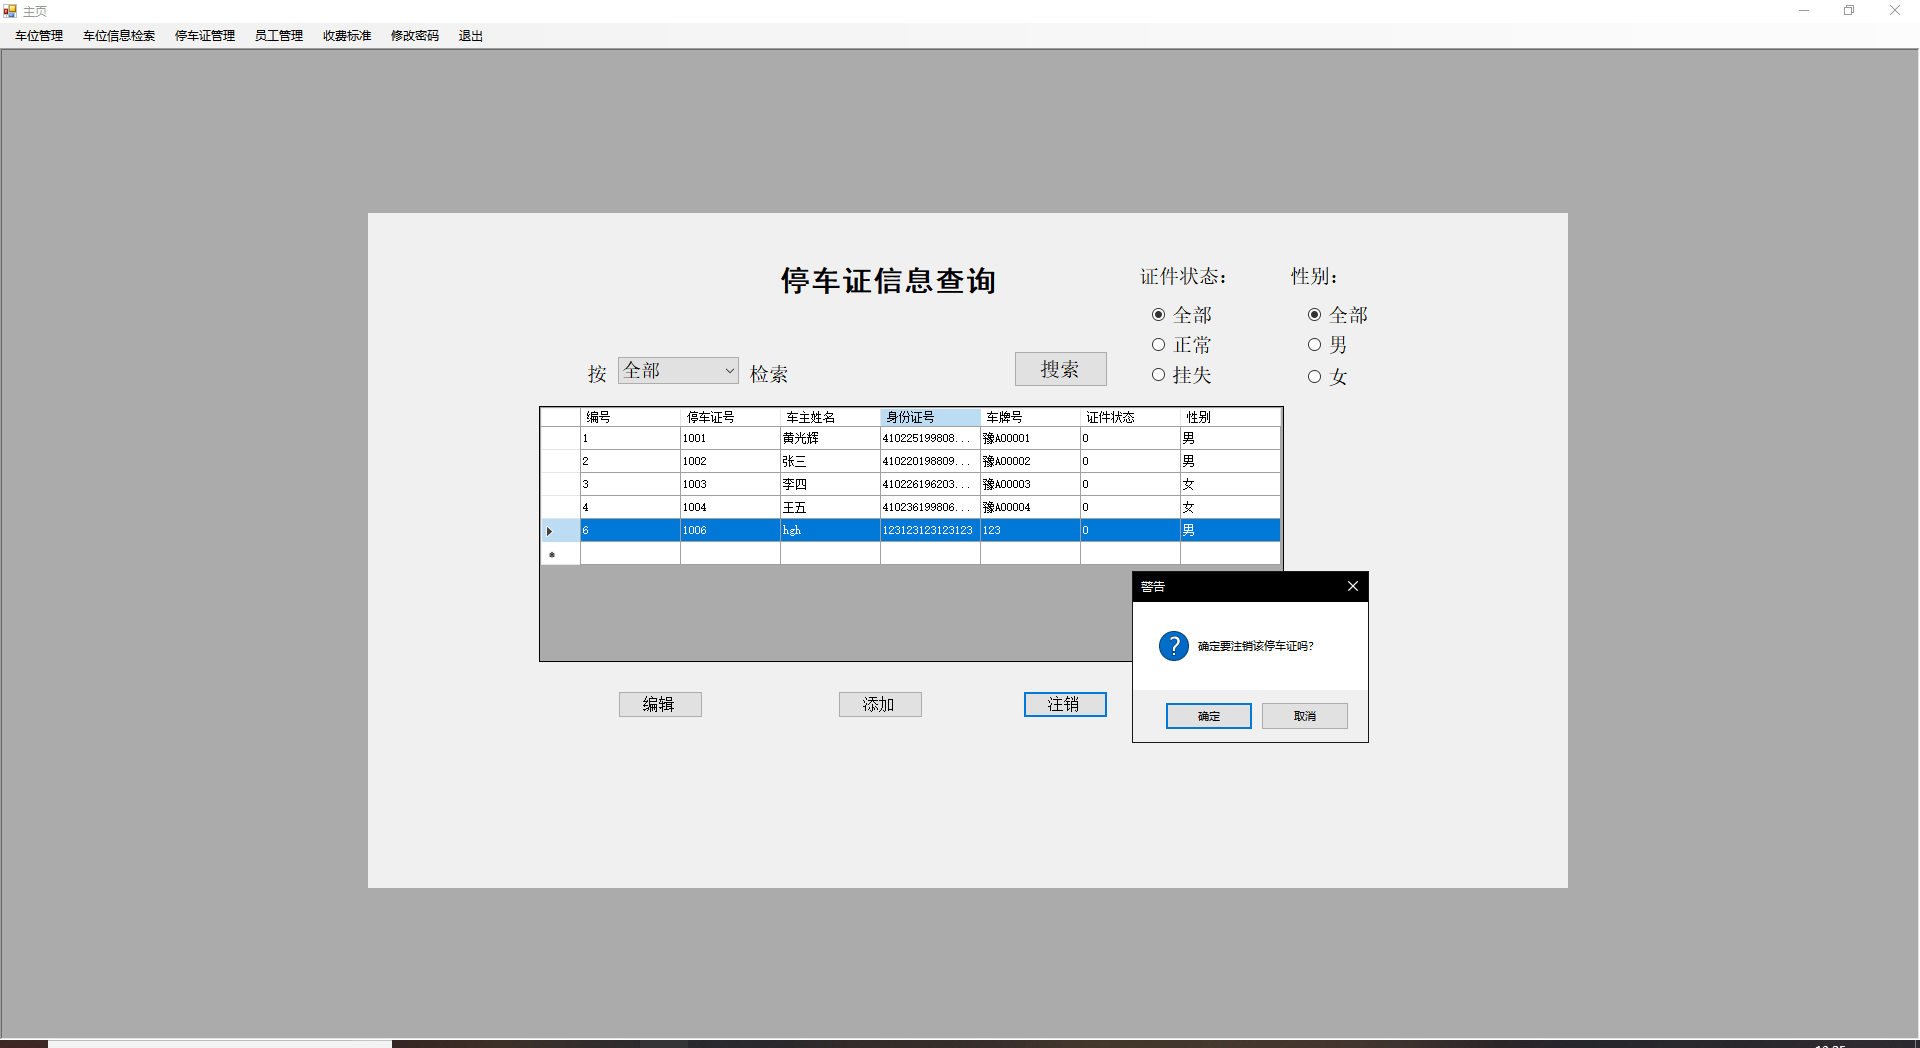 主页
车位管理 车位信息检索 停车证管理 员工管理 收费标准 修改密码 退出
停车证信息查询
证件状态： 性别：
全部 全部
正常 男
挂失 女
按 全部 检索 搜索
编号 停车证号 车主姓名 身份证号 车牌号 证件状态 性别
1 1001 黄光辉 410225199808... 豫A00001 0 男
2 1002 张三 410220198809... 豫A00002 0 男
3 1003 李四 410226196203... 豫A00003 0 女
4 1004 王五 410236199806... 豫A00004 0 女
6 1006 hgh 123123123123123 123 0 男
警告
确定要注销该停车证吗?
确定 取消
编辑 添加 注销